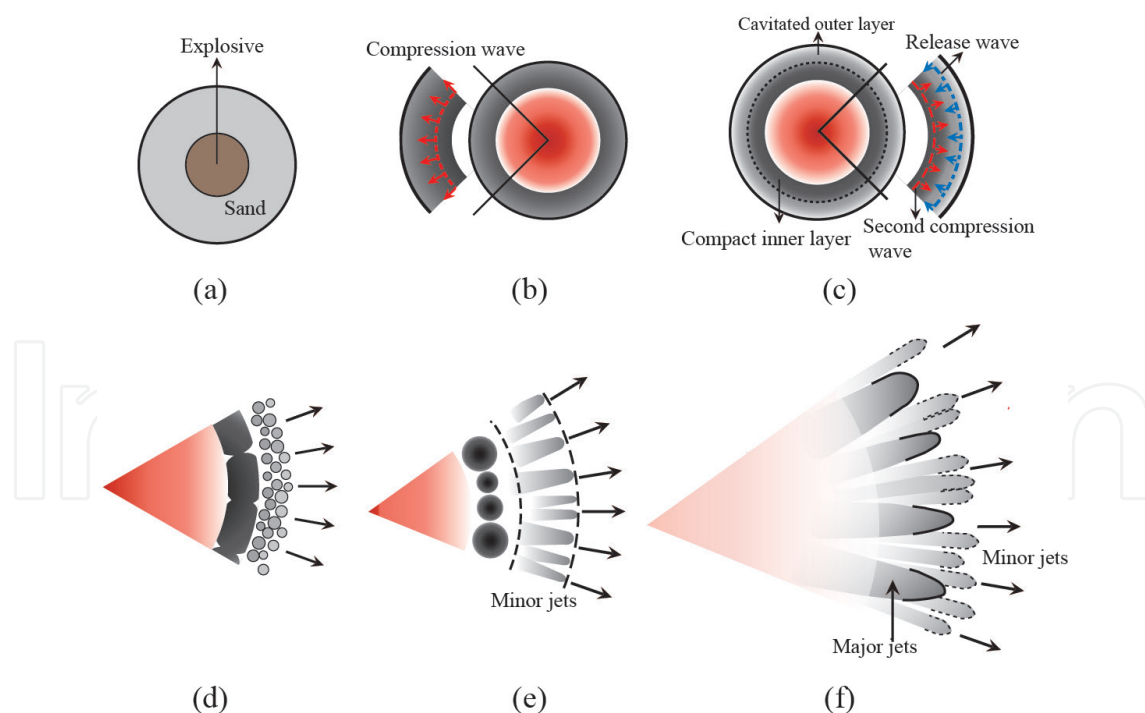 Explosive
Sand
(a)
Compression wave
(b)
Cavitated outer layer
Release wave
Compact inner layer
Second compression
wave
(c)
(d)
Minor jets
(e)
Minor jets
Major jets
(f)